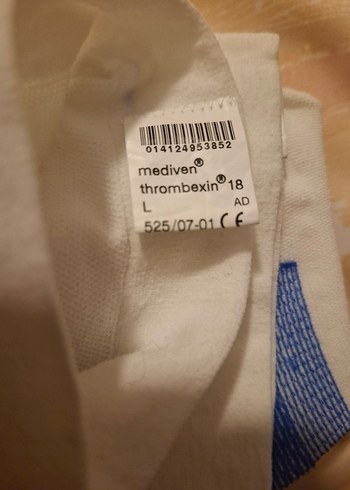 014124953852
mediven®
thrombexin® 18
L AD
525/07-01 CE